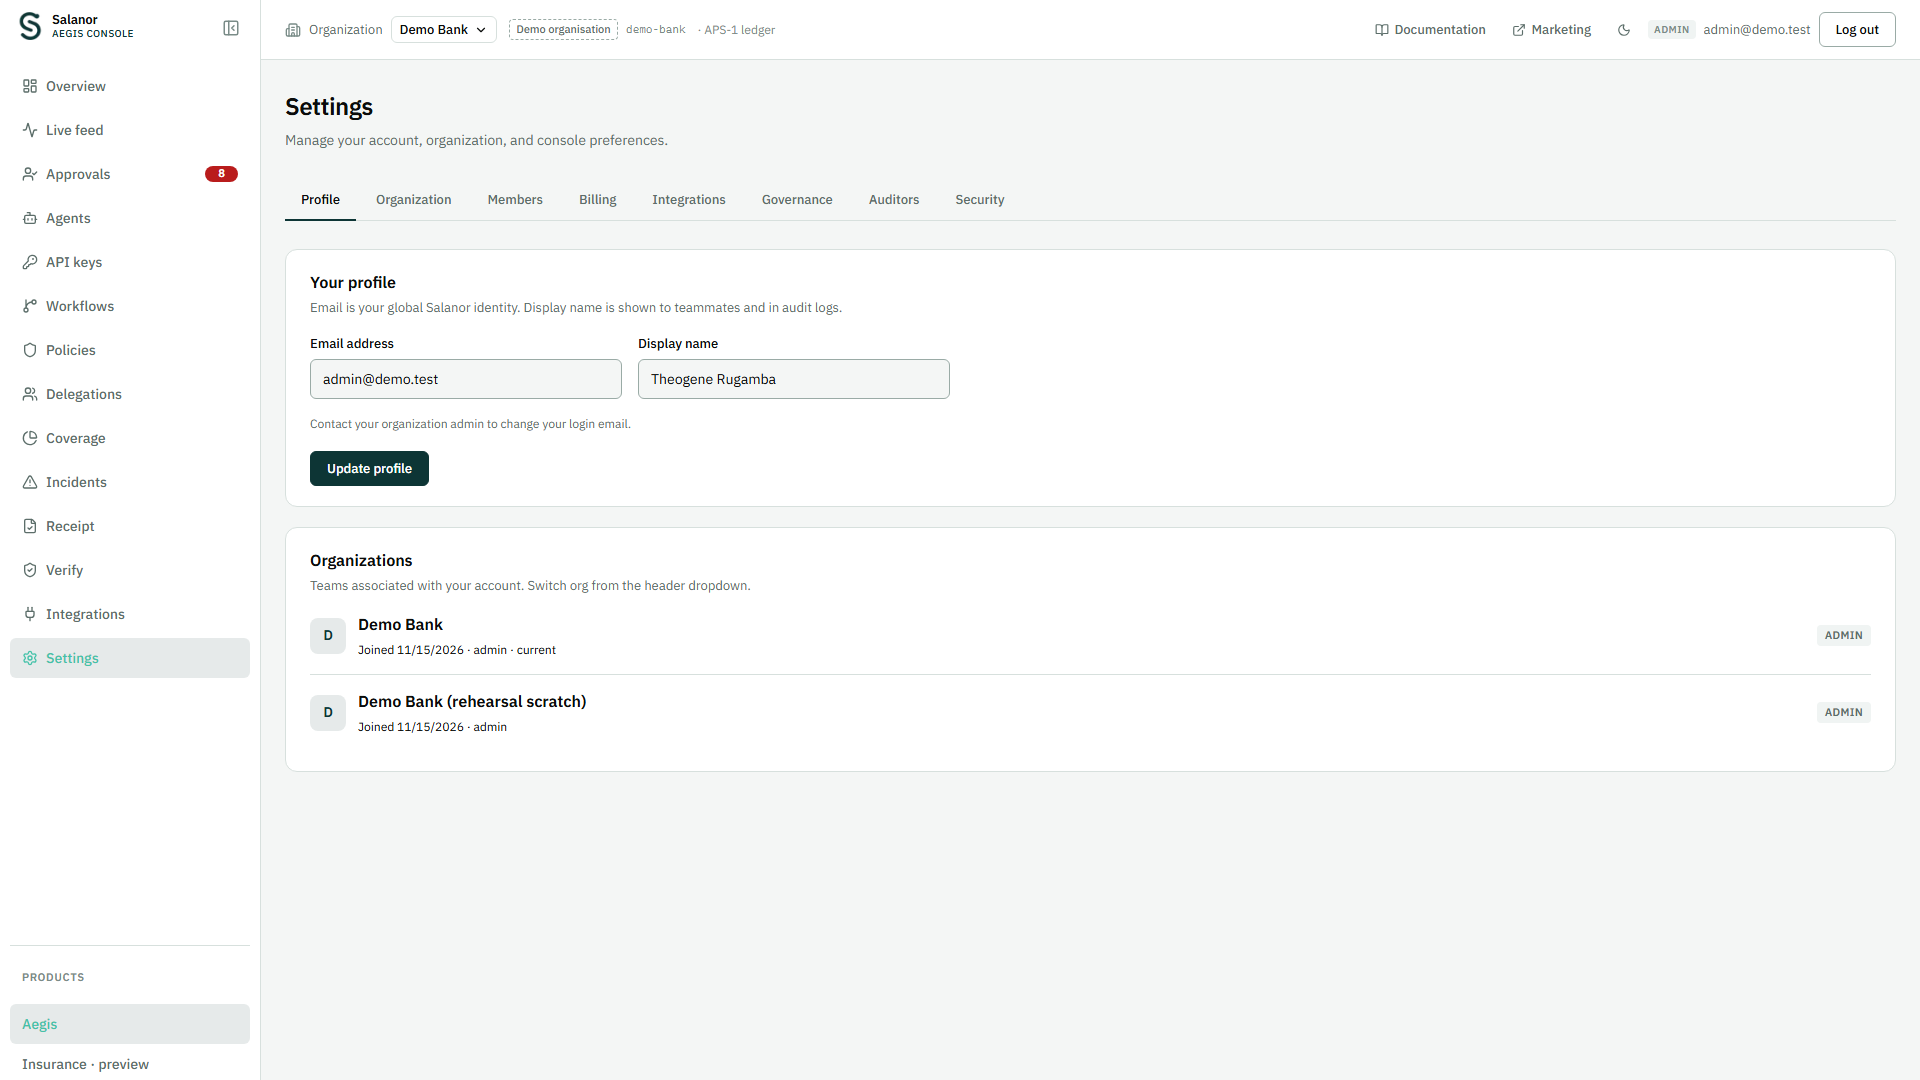 Salanor
AEGIS CONSOLE
Overview
Live feed
Approvals 8
Agents
API keys
Workflows
Policies
Delegations
Coverage
Incidents
Receipt
Verify
Integrations
Settings
PRODUCTS
Aegis
Insurance · preview
Organization Demo Bank Demo organisation demo-bank · APS-1 ledger
Documentation Marketing ADMIN admin@demo.test Log out
Settings
Manage your account, organization, and console preferences.
Profile Organization Members Billing Integrations Governance Auditors Security
Your profile
Email is your global Salanor identity. Display name is shown to teammates and in audit logs.
Email address Display name
admin@demo.test Theogene Rugamba
Contact your organization admin to change your login email.
Update profile
Organizations
Teams associated with your account. Switch org from the header dropdown.
D Demo Bank ADMIN
Joined 11/15/2026 · admin · current
D Demo Bank (rehearsal scratch) ADMIN
Joined 11/15/2026 · admin